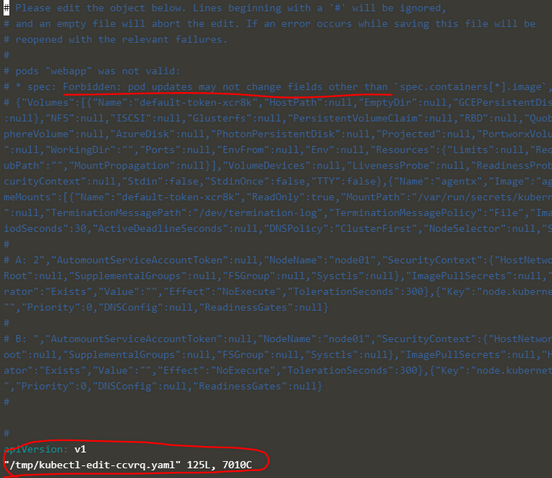 # Please edit the object below. Lines beginning with a '#' will be ignored,
# and an empty file will abort the edit. If an error occurs while saving this file will be
# reopened with the relevant failures.
#
# pods "webapp" was not valid:
# * spec: Forbidden: pod updates may not change fields other than `spec.containers[*].image`,
# {"Volumes":[{"Name":"default-token-xcr8k","HostPath":null,"EmptyDir":null,"GCEPersistentDis
:null},"NFS":null,"ISCSI":null,"Glusterfs":null,"PersistentVolumeClaim":null,"RBD":null,"Quob
phereVolume":null,"AzureDisk":null,"PhotonPersistentDisk":null,"Projected":null,"PortworxVolu
":null,"WorkingDir":"","Ports":null,"EnvFrom":null,"Env":null,"Resources":{"Limits":null,"Req
ubPath":"","MountPropagation":null}],"VolumeDevices":null,"LivenessProbe":null,"ReadinessProb
curityContext":null,"Stdin":false,"StdinOnce":false,"TTY":false},{"Name":"agentx","Image":"ag
meMounts":[{"Name":"default-token-xcr8k","ReadOnly":true,"MountPath":"/var/run/secrets/kubern
":null,"TerminationMessagePath":"/dev/termination-log","TerminationMessagePolicy":"File","Ima
iodSeconds":30,"ActiveDeadlineSeconds":null,"DNSPolicy":"ClusterFirst","NodeSelector":null,"S
#
# A: 2","AutomountServiceAccountToken":null,"NodeName":"node01","SecurityContext":{"HostNetwo
Root":null,"SupplementalGroups":null,"FSGroup":null,"Sysctls":null},"ImagePullSecrets":null,"
rator":"Exists","Value":"","Effect":"NoExecute","TolerationSeconds":300},{"Key":"node.kuberne
"","Priority":0,"DNSConfig":null,"ReadinessGates":null}
#
# B: ","AutomountServiceAccountToken":null,"NodeName":"node01","SecurityContext":{"HostNetwor
oot":null,"SupplementalGroups":null,"FSGroup":null,"Sysctls":null},"ImagePullSecrets":null,"H
ator":"Exists","Value":"","Effect":"NoExecute","TolerationSeconds":300},{"Key":"node.kubernet
","Priority":0,"DNSConfig":null,"ReadinessGates":null}
#
#
apiVersion: v1
"/tmp/kubectl-edit-ccvrq.yaml" 125L, 7010C